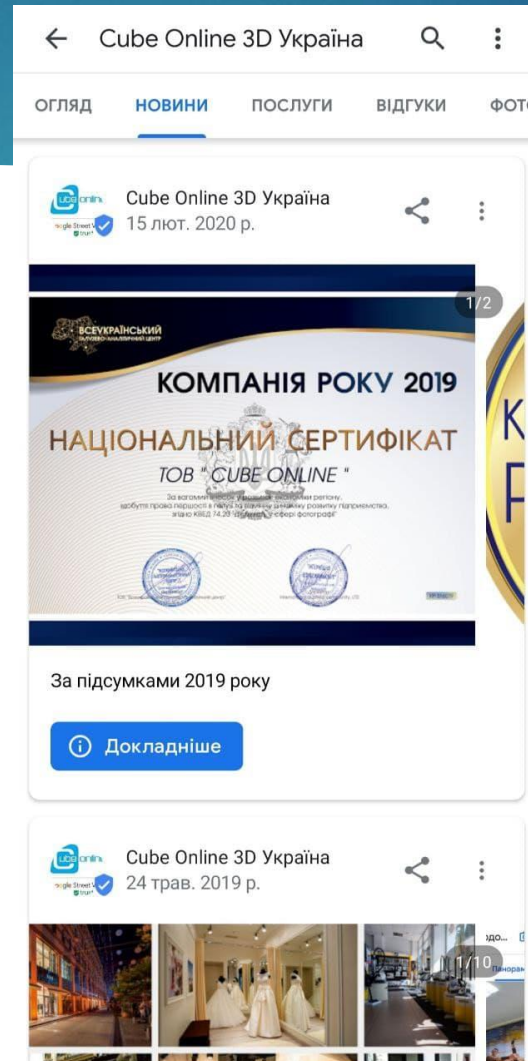 Cube Online 3D Україна
ОГЛЯД НОВИНИ ПОСЛУГИ ВІДГУКИ ФОТО
Cube Online 3D Україна
15 лют. 2020 р.
1/2
ВСЕУКРАЇНСЬКИЙ
КОМПАНІЯ РОКУ 2019
НАЦІОНАЛЬНИЙ СЕРТИФІКАТ
ТОВ " CUBE ONLINE "
За підсумками 2019 року
Докладніше
Cube Online 3D Україна
24 трав. 2019 р.
1/10